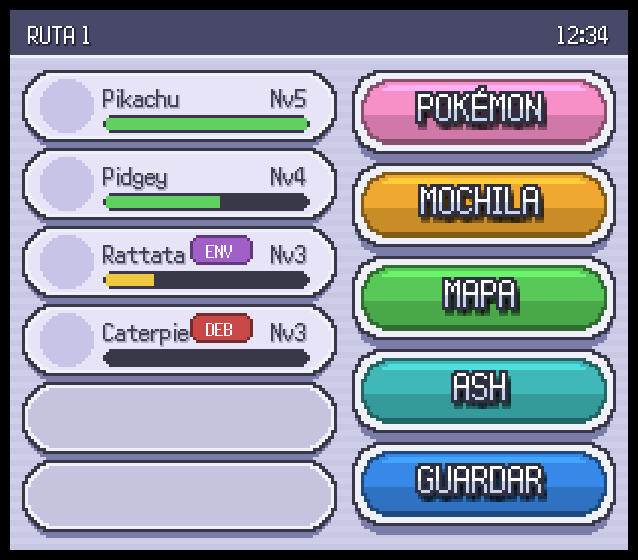 RUTA 1 12:34
Pikachu Nv5
Pidgey Nv4
Rattata ENV Nv3
Caterpie DEB Nv3
POKÉMON
MOCHILA
MAPA
ASH
GUARDAR